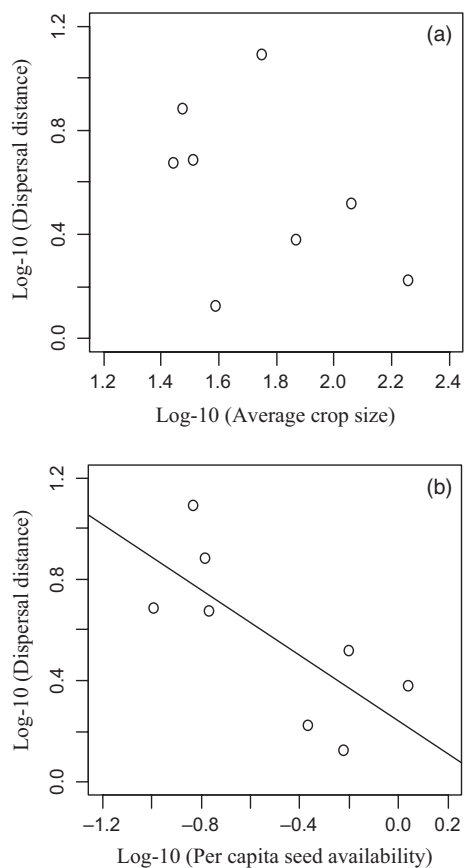 (a)
Log-10 (Dispersal distance)
1.2
0.8
0.4
0.0
1.2 1.4 1.6 1.8 2.0 2.2 2.4
Log-10 (Average crop size)
(b)
Log-10 (Dispersal distance)
1.2
0.8
0.4
0.0
−1.2 −0.8 −0.4 0.0 0.2
Log-10 (Per capita seed availability)